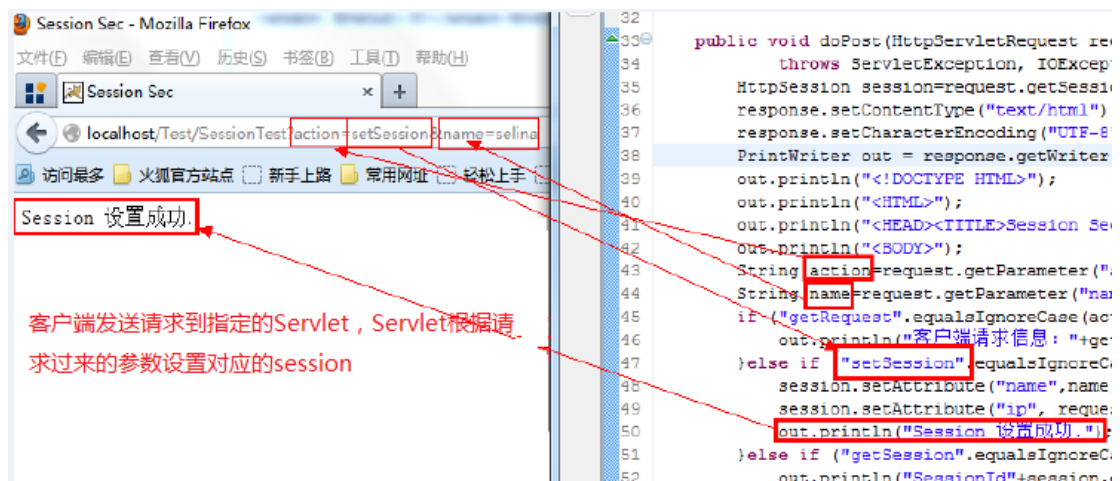 Session Sec - Mozilla Firefox
文件(F) 编辑(E) 查看(V) 历史(S) 书签(B) 工具(T) 帮助(H)
Session Sec × +
localhost/Test/SessionTest?action=setSession&name=selina
访问最多 火狐官方站点 新手上路 常用网址 轻松上手
Session 设置成功.
客户端发送请求到指定的Servlet，Servlet根据请
求过来的参数设置对应的session
32
33 public void doPost(HttpServletRequest re
34 throws ServletException, IOExcep
35 HttpSession session=request.getSessi
36 response.setContentType("text/html")
37 response.setCharacterEncoding("UTF-8
38 PrintWriter out = response.getWriter
39 out.println("<!DOCTYPE HTML>");
40 out.println("<HTML>");
41 out.println("<HEAD><TITLE>Session Se
42 out.println("<BODY>");
43 String action=request.getParameter("a
44 String name=request.getParameter("na
45 if ("getRequest".equalsIgnoreCase(ac
46 out.println("客户端请求信息："+get
47 }else if "setSession".equalsIgnoreCa
48 session.setAttribute("name",name
49 session.setAttribute("ip", reque
50 out.println("Session 设置成功.");
51 }else if ("getSession".equalsIgnoreCa
52 out.println("SessionId"+session.